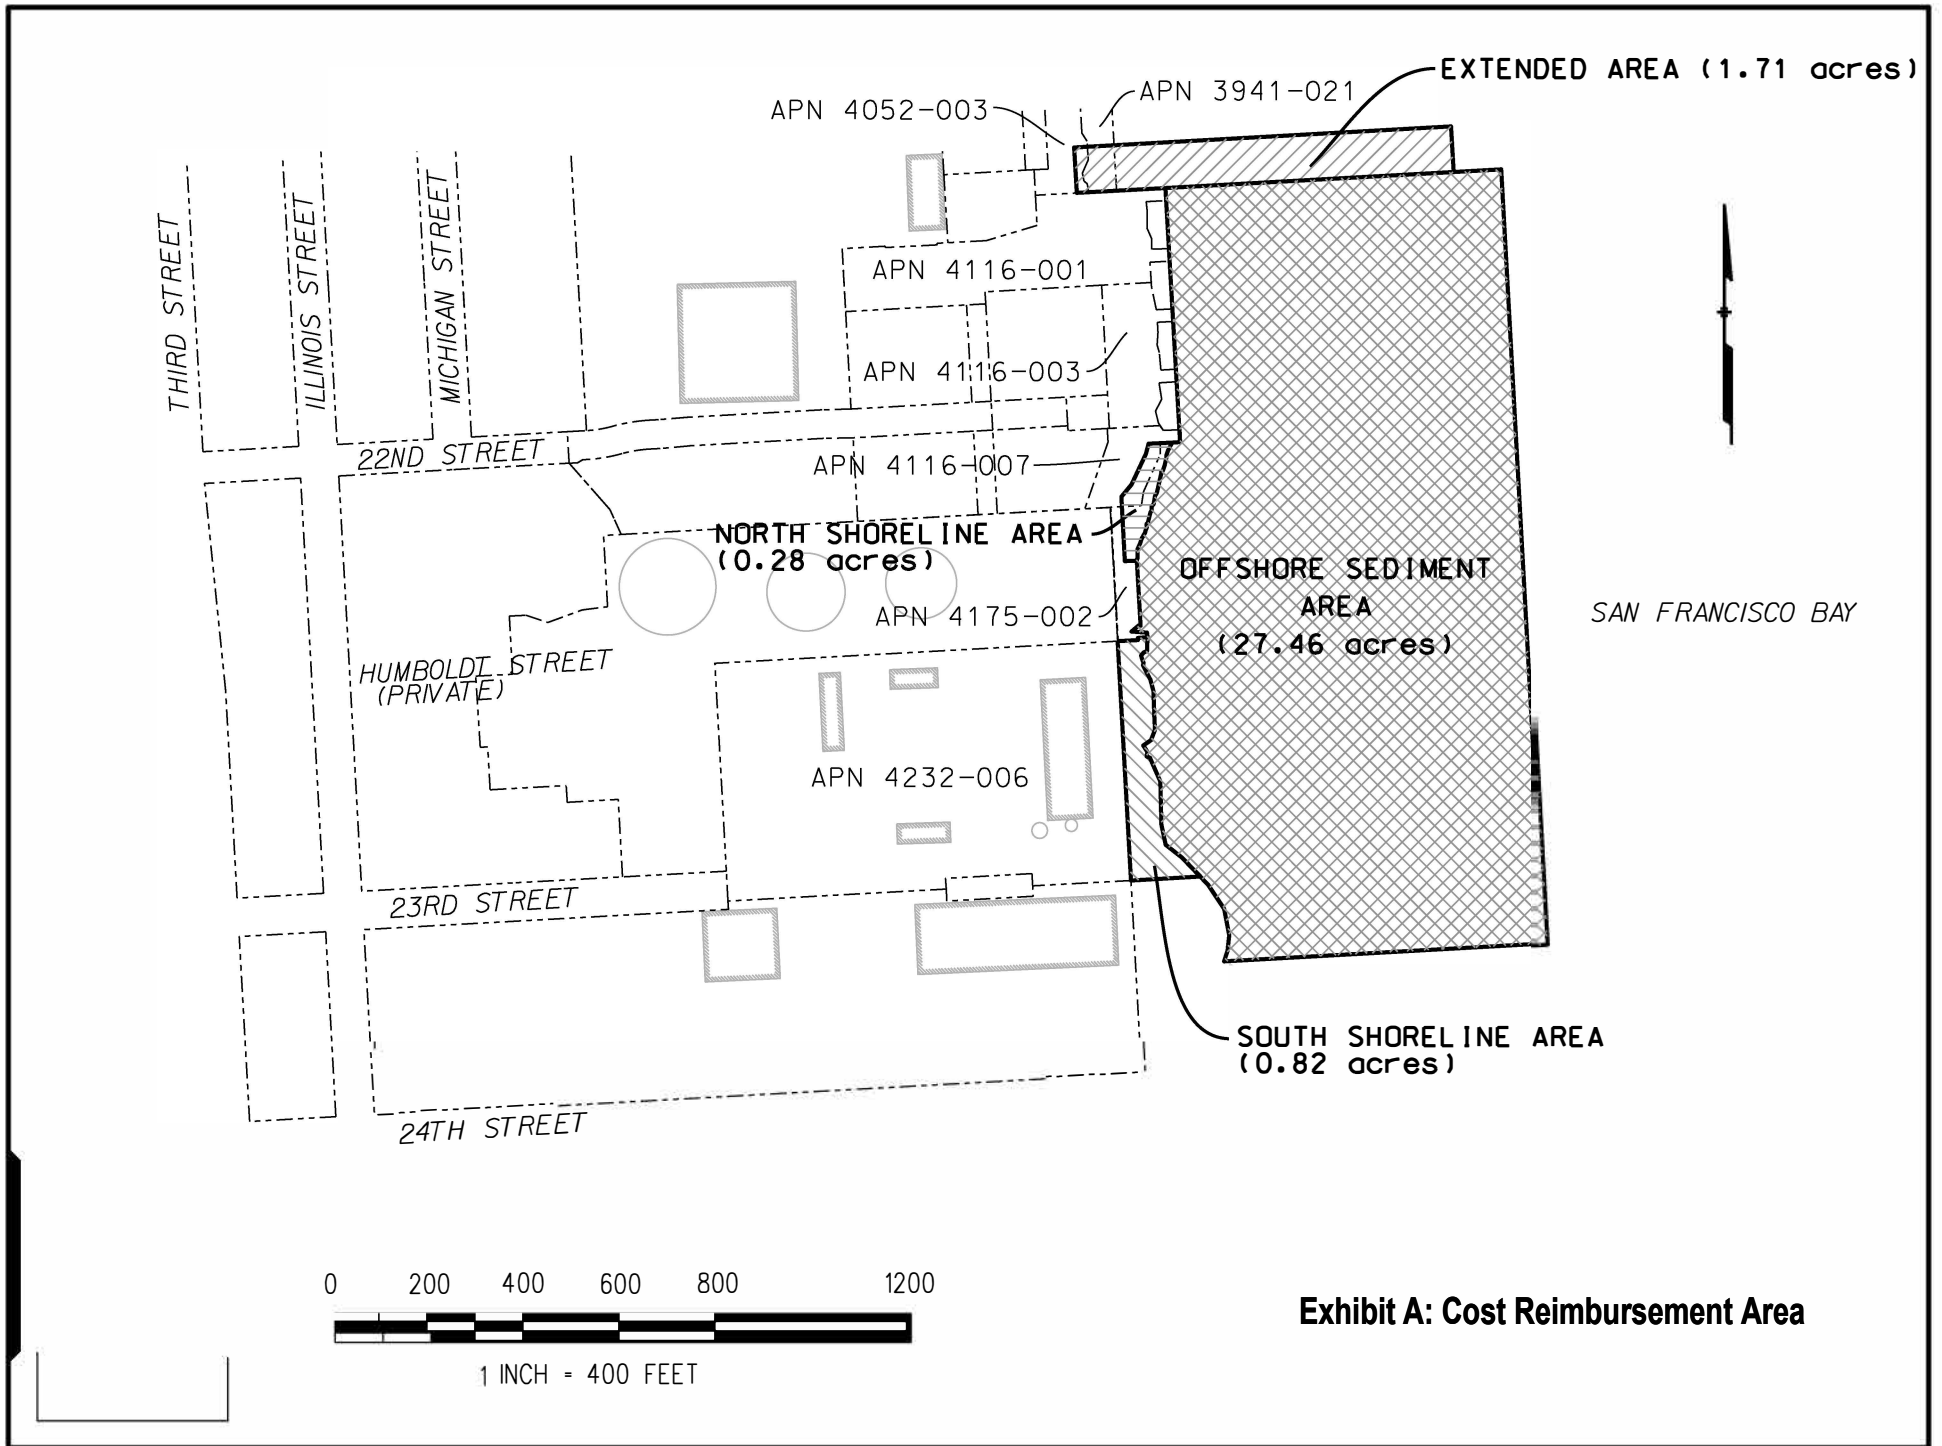 EXTENDED AREA (1.71 acres)
APN 3941-021
APN 4052-003
THIRD STREET
ILLINOIS STREET
MICHIGAN STREET
APN 4116-001
APN 4116-003
22ND STREET
APN 4116-007
NORTH SHORELINE AREA
(0.28 acres)
OFFSHORE SEDIMENT
AREA
(27.46 acres)
SAN FRANCISCO BAY
APN 4175-002
HUMBOLDT STREET
(PRIVATE)
APN 4232-006
23RD STREET
SOUTH SHORELINE AREA
(0.82 acres)
24TH STREET
0 200 400 600 800 1200
1 INCH = 400 FEET
Exhibit A: Cost Reimbursement Area